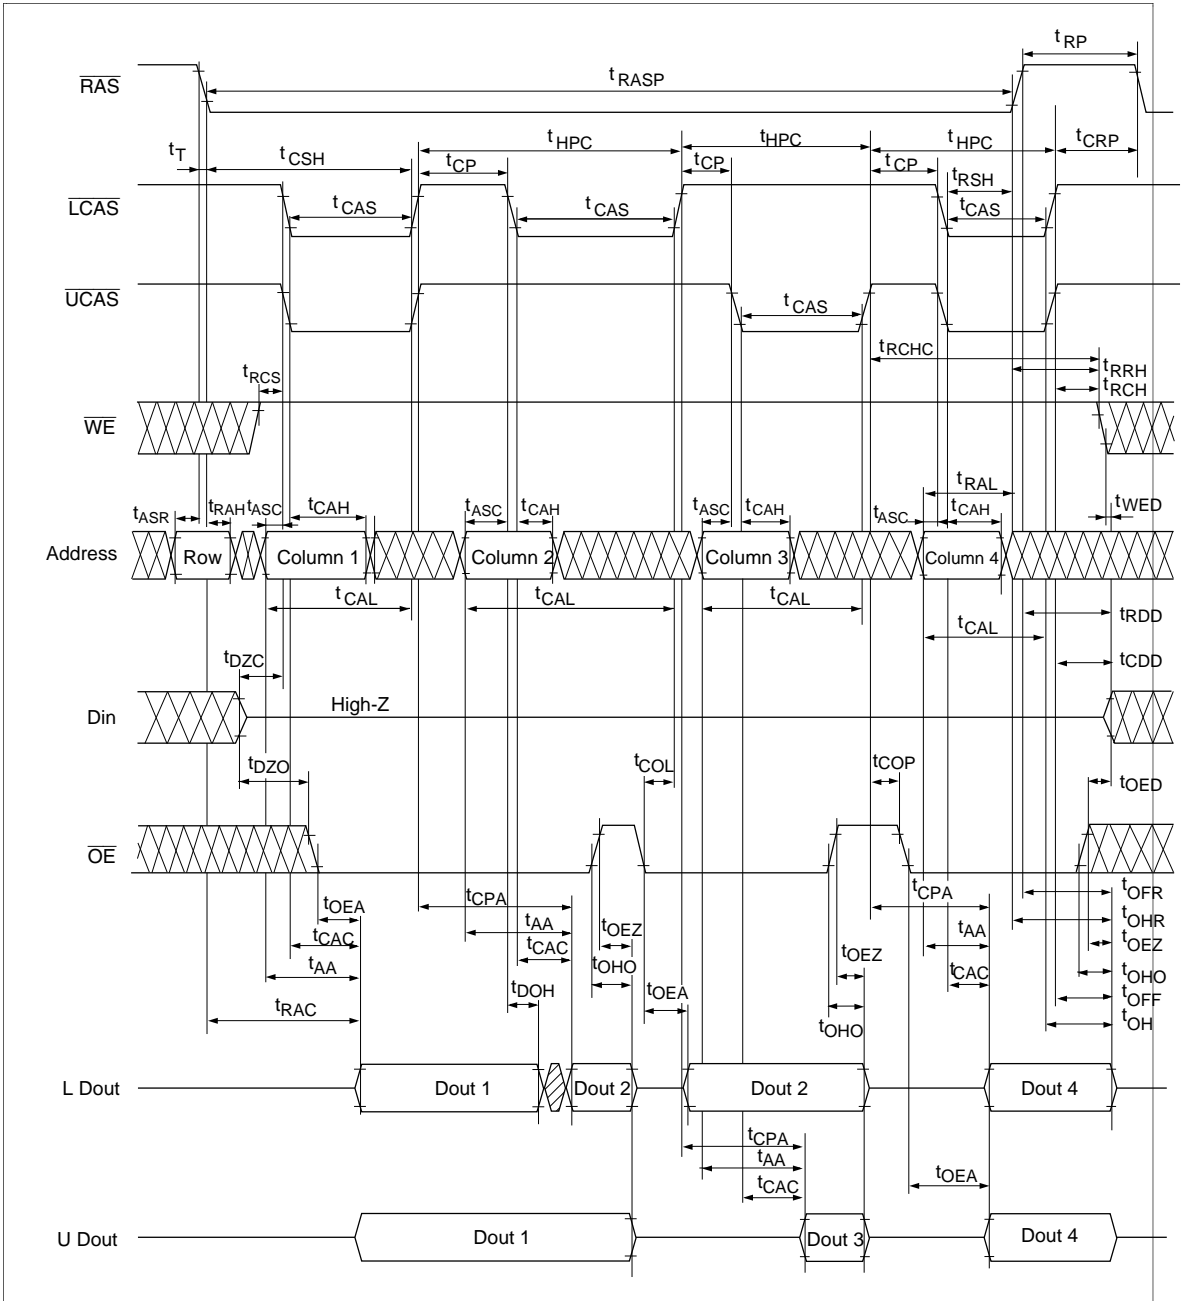 tRP
RAS
tRASP
tT
tCSH
tHPC
tHPC
tHPC
tCRP
tCP
tCP
tCP
tRSH
LCAS
tCAS
tCAS
tCAS
UCAS
tCAS
tRCHC
tRRH
tRCS
tRCH
WE
tRAL
tWED
tASR
tRAH
tASC
tCAH
tASC
tCAH
tASC
tCAH
tASC
tCAH
Address
Row
Column 1
Column 2
Column 3
Column 4
tCAL
tCAL
tCAL
tCAL
tRDD
tDZC
tCDD
Din
High-Z
tDZO
tCOL
tCOP
tOED
OE
tOEA
tCPA
tCPA
tOFR
tCAC
tAA
tOEZ
tAA
tOHR
tAA
tCAC
tOHO
tOEZ
tCAC
tOEZ
tRAC
tDOH
tOEA
tOHO
tOHO
tOFF
tOH
L Dout
Dout 1
Dout 2
Dout 2
Dout 4
tCPA
tAA
tCAC
tOEA
U Dout
Dout 1
Dout 3
Dout 4